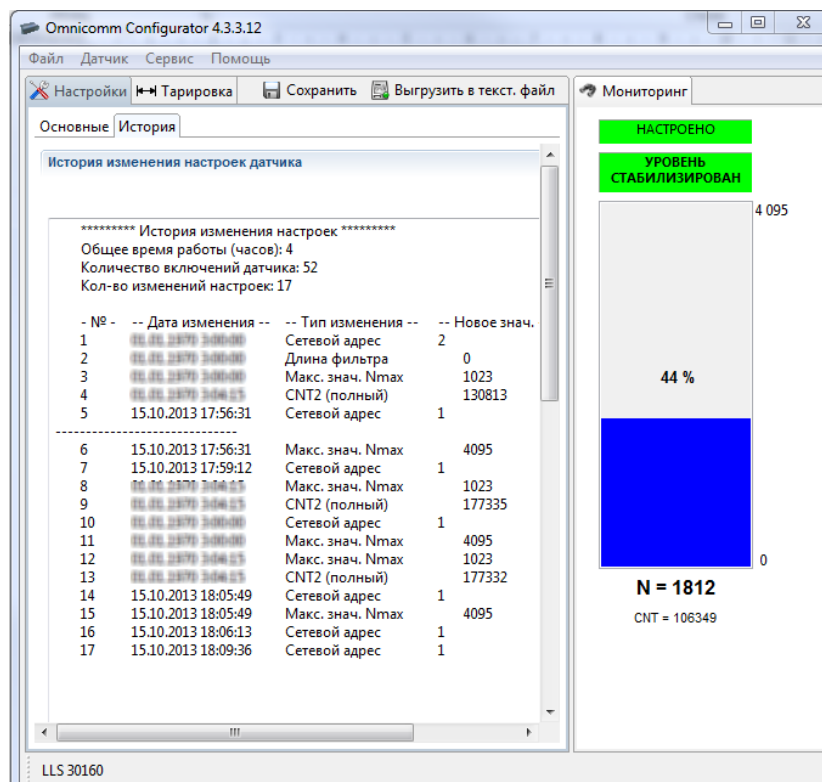 Omnicomm Configurator 4.3.3.12
Файл Датчик Сервис Помощь
Настройки Тарировка Сохранить Выгрузить в текст. файл
Мониторинг
Основные История
История изменения настроек датчика
********* История изменения настроек *********
Общее время работы (часов): 4
Количество включений датчика: 52
Кол-во изменений настроек: 17
- № - -- Дата изменения -- -- Тип изменения -- -- Новое знач.
1 Сетевой адрес 2
2 Длина фильтра 0
3 Макс. знач. Nmax 1023
4 CNT2 (полный) 130813
5 15.10.2013 17:56:31 Сетевой адрес 1
------------------------------
6 15.10.2013 17:56:31 Макс. знач. Nmax 4095
7 15.10.2013 17:59:12 Сетевой адрес 1
8 Макс. знач. Nmax 1023
9 CNT2 (полный) 177335
10 Сетевой адрес 1
11 Макс. знач. Nmax 4095
12 Макс. знач. Nmax 1023
13 CNT2 (полный) 177332
14 15.10.2013 18:05:49 Сетевой адрес 1
15 15.10.2013 18:05:49 Макс. знач. Nmax 4095
16 15.10.2013 18:06:13 Сетевой адрес 1
17 15.10.2013 18:09:36 Сетевой адрес 1
НАСТРОЕНО
УРОВЕНЬ
СТАБИЛИЗИРОВАН
4 095
44 %
0
N = 1812
CNT = 106349
LLS 30160